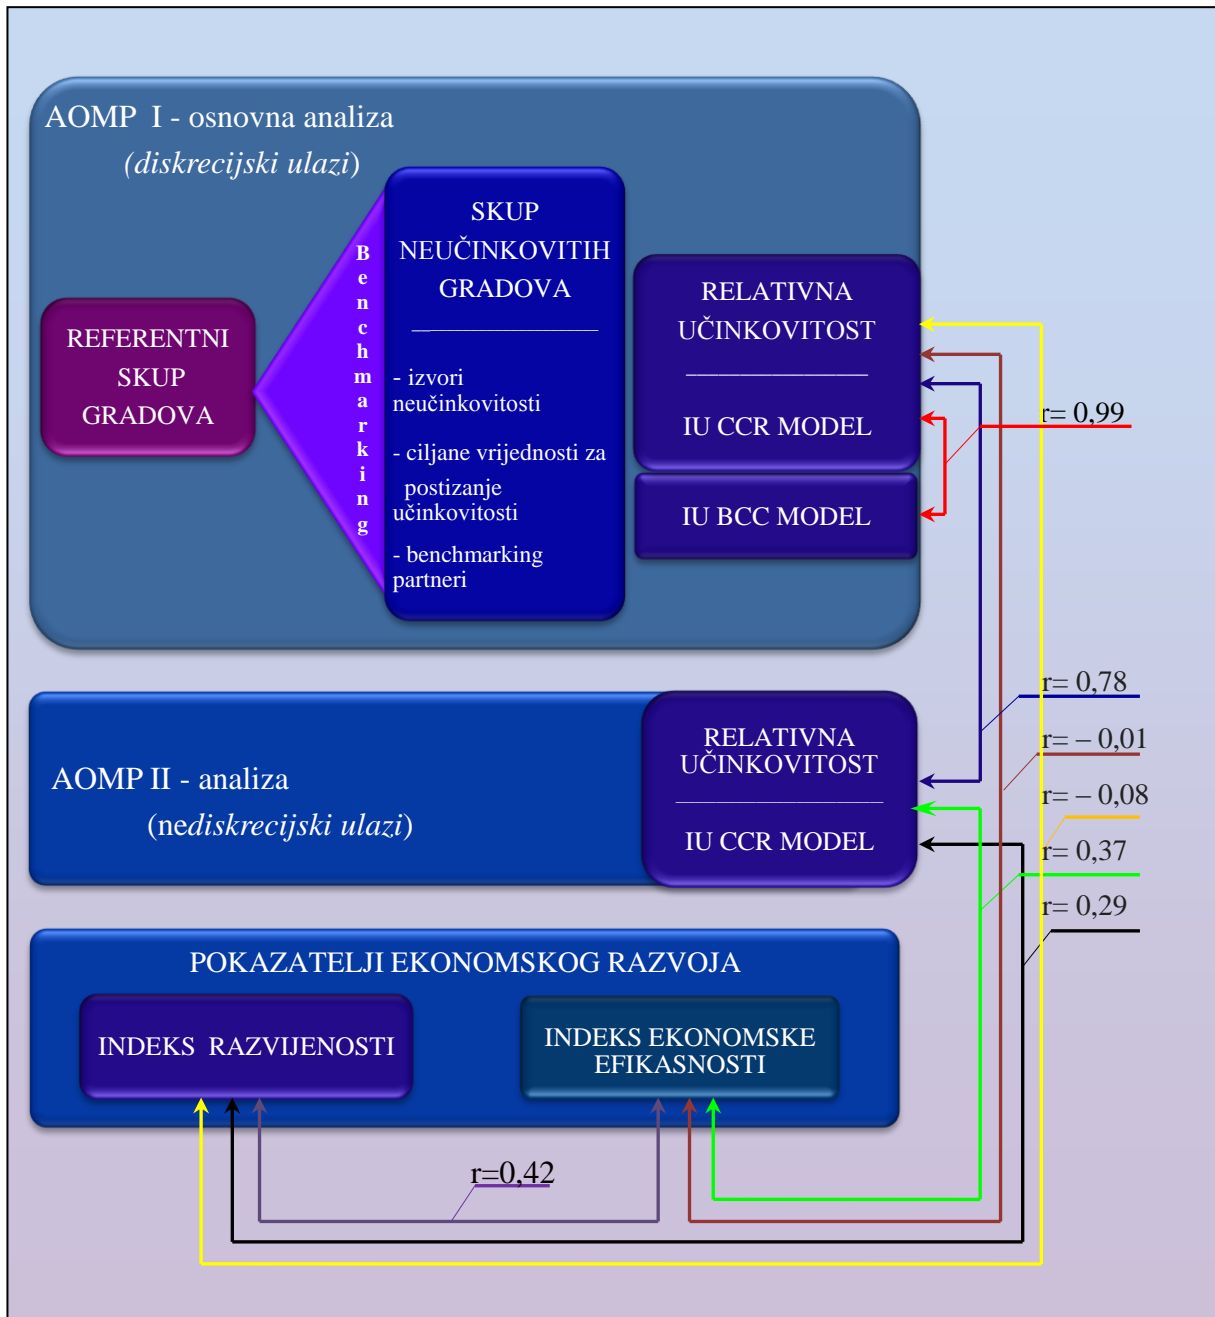 AOMP I - osnovna analiza
(diskrecijski ulazi)
REFERENTNI
SKUP
GRADOVA
Benchmarking
SKUP
NEUČINKOVITIH
GRADOVA
- izvori
neučinkovitosti
- ciljane vrijednosti za
postizanje
učinkovitosti
- benchmarking
partneri
RELATIVNA
UČINKOVITOST
IU CCR MODEL
IU BCC MODEL
r= 0,99
AOMP II - analiza
(nediskrecijski ulazi)
RELATIVNA
UČINKOVITOST
IU CCR MODEL
r= 0,78
r= – 0,01
r= – 0,08
r= 0,37
r= 0,29
POKAZATELJI EKONOMSKOG RAZVOJA
INDEKS RAZVIJENOSTI
INDEKS EKONOMSKE
EFIKASNOSTI
r=0,42